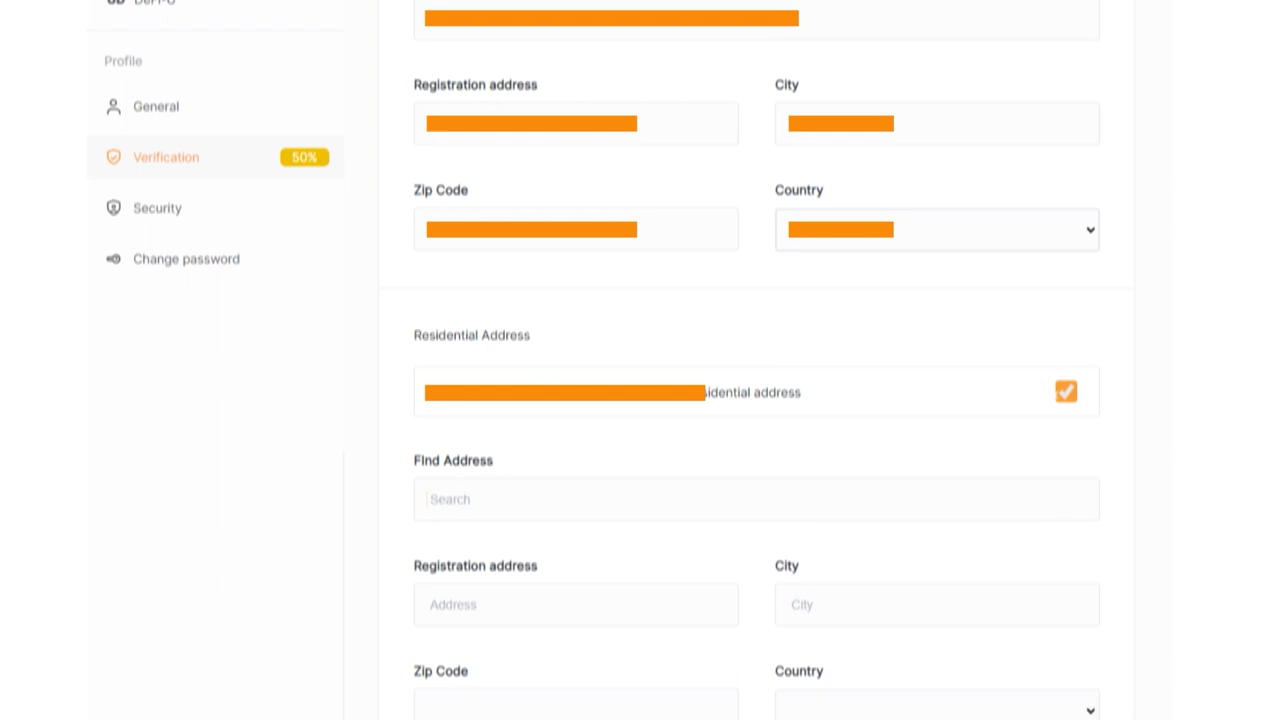 Profile
General
Verification 50%
Security
Change password
Registration address City
Zip Code Country
Residential Address
idential address
FInd Address
Search
Registration address City
Address City
Zip Code Country